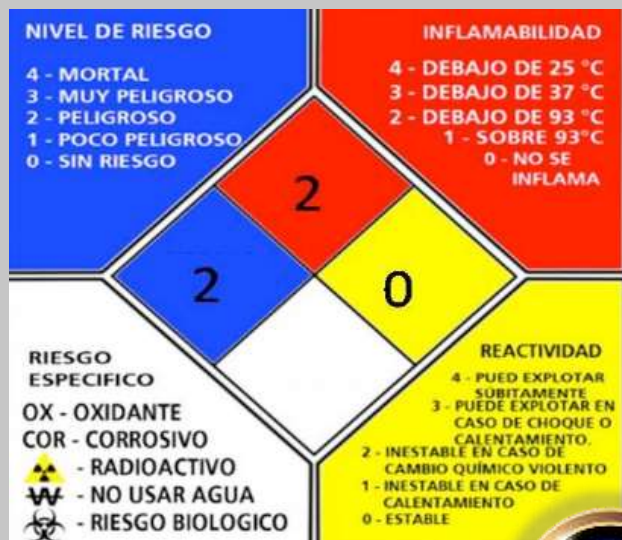 NIVEL DE RIESGO
4 - MORTAL
3 - MUY PELIGROSO
2 - PELIGROSO
1 - POCO PELIGROSO
0 - SIN RIESGO
INFLAMABILIDAD
4 - DEBAJO DE 25 °C
3 - DEBAJO DE 37 °C
2 - DEBAJO DE 93 °C
1 - SOBRE 93°C
0 - NO SE
INFLAMA
2
2
0
RIESGO
ESPECIFICO
OX - OXIDANTE
COR - CORROSIVO
- RADIOACTIVO
W - NO USAR AGUA
- RIESGO BIOLOGICO
REACTIVIDAD
4 - PUED EXPLOTAR
SÚBITAMENTE
3 - PUEDE EXPLOTAR EN
CASO DE CHOQUE O
CALENTAMIENTO.
2 - INESTABLE EN CASO DE
CAMBIO QUÍMICO VIOLENTO
1 - INESTABLE EN CASO DE
CALENTAMIENTO
0 - ESTABLE